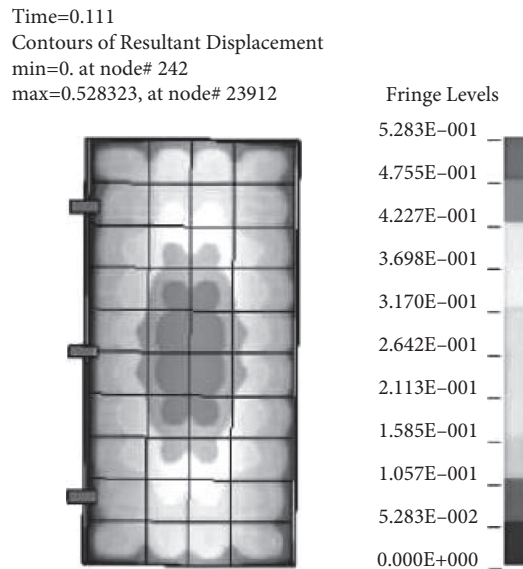 Time=0.111
Contours of Resultant Displacement
min=0. at node# 242
max=0.528323, at node# 23912
Fringe Levels
5.283E–001
4.755E–001
4.227E–001
3.698E–001
3.170E–001
2.642E–001
2.113E–001
1.585E–001
1.057E–001
5.283E–002
0.000E+000